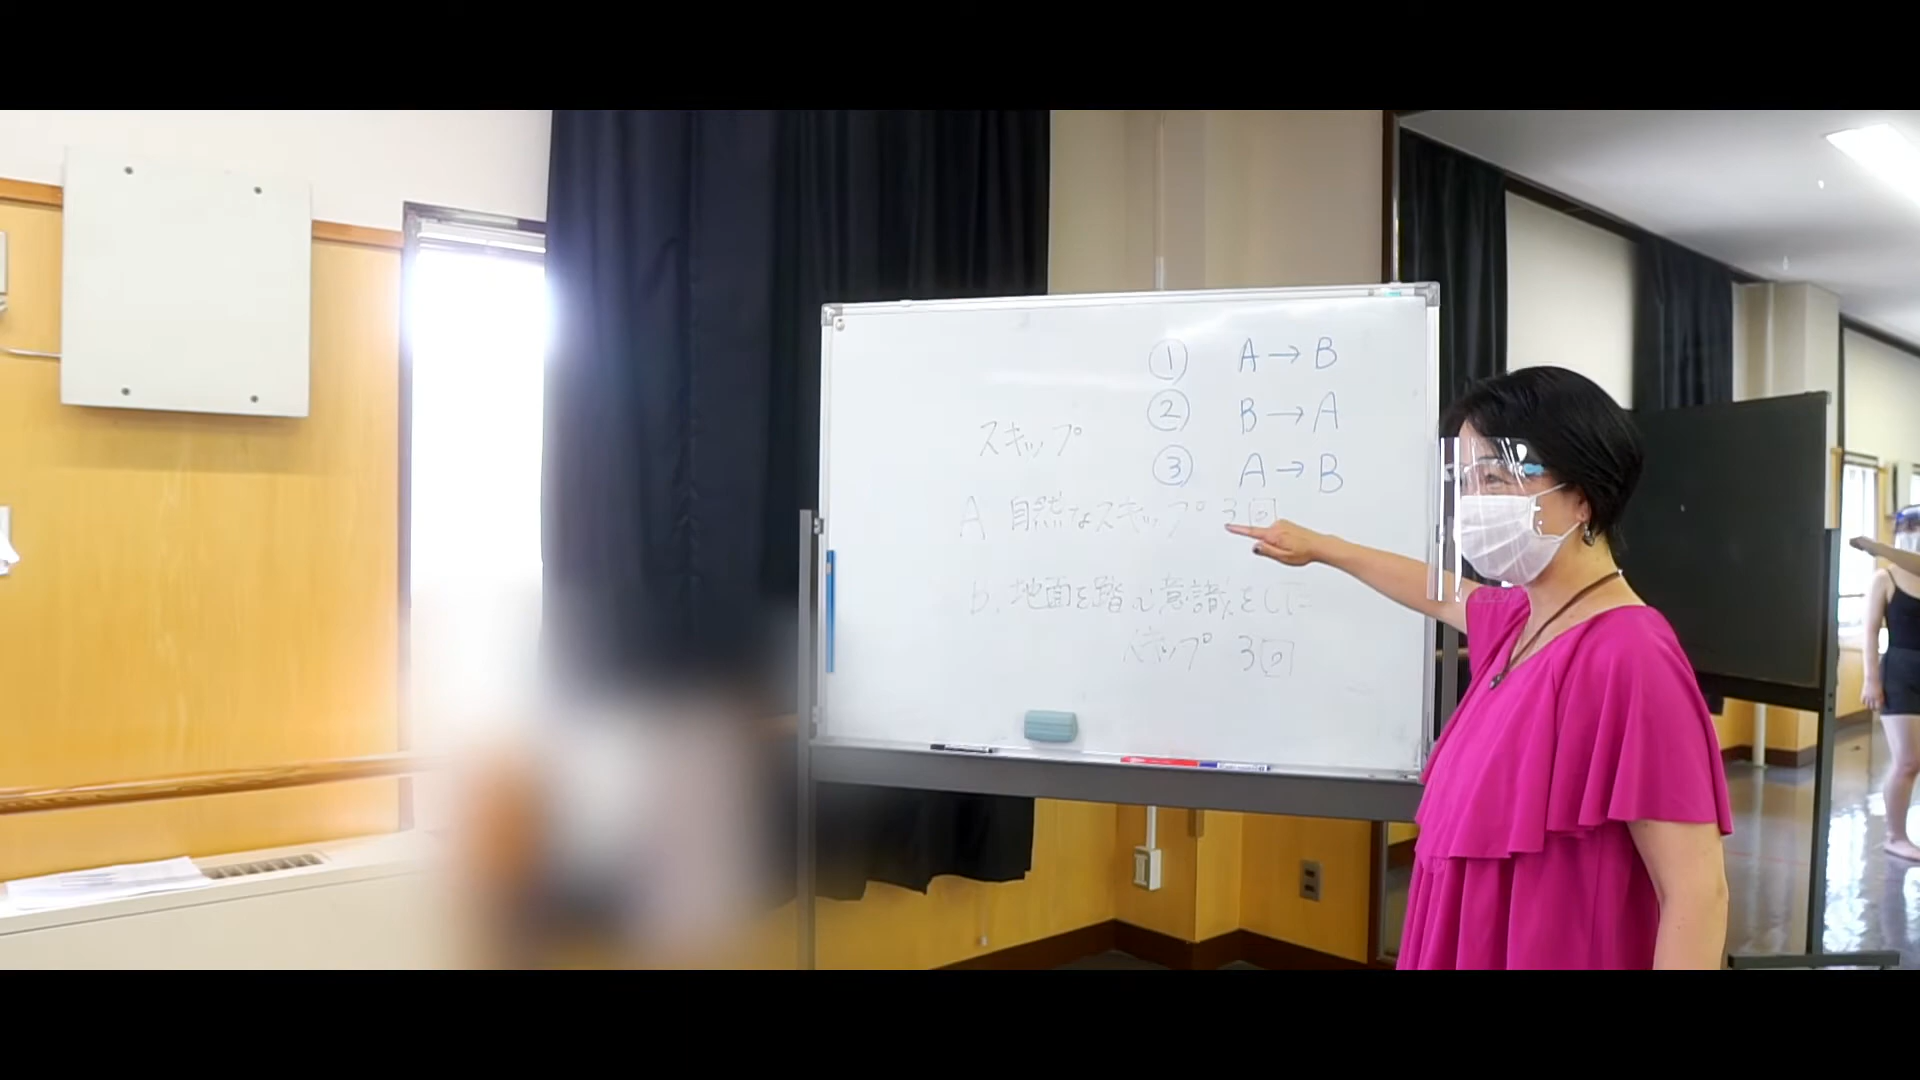 ① A→B
② B→A
③ A→B
スキップ
A 自然なスキップ 3回
b. 地面を踏む意識をして
スキップ 3回